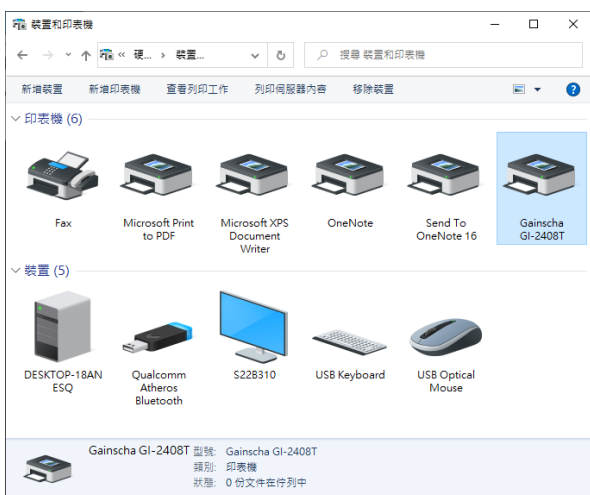 裝置和印表機
« 硬... › 裝置...
搜尋 裝置和印表機
新增裝置 新增印表機 查看列印工作 列印伺服器內容 移除裝置
印表機 (6)
Fax
Microsoft Print
to PDF
Microsoft XPS
Document
Writer
OneNote
Send To
OneNote 16
Gainscha
GI-2408T
裝置 (5)
DESKTOP-18AN
ESQ
Qualcomm
Atheros
Bluetooth
S22B310
USB Keyboard
USB Optical
Mouse
Gainscha GI-2408T 型號: Gainscha GI-2408T
類別: 印表機
狀態: 0 份文件在佇列中